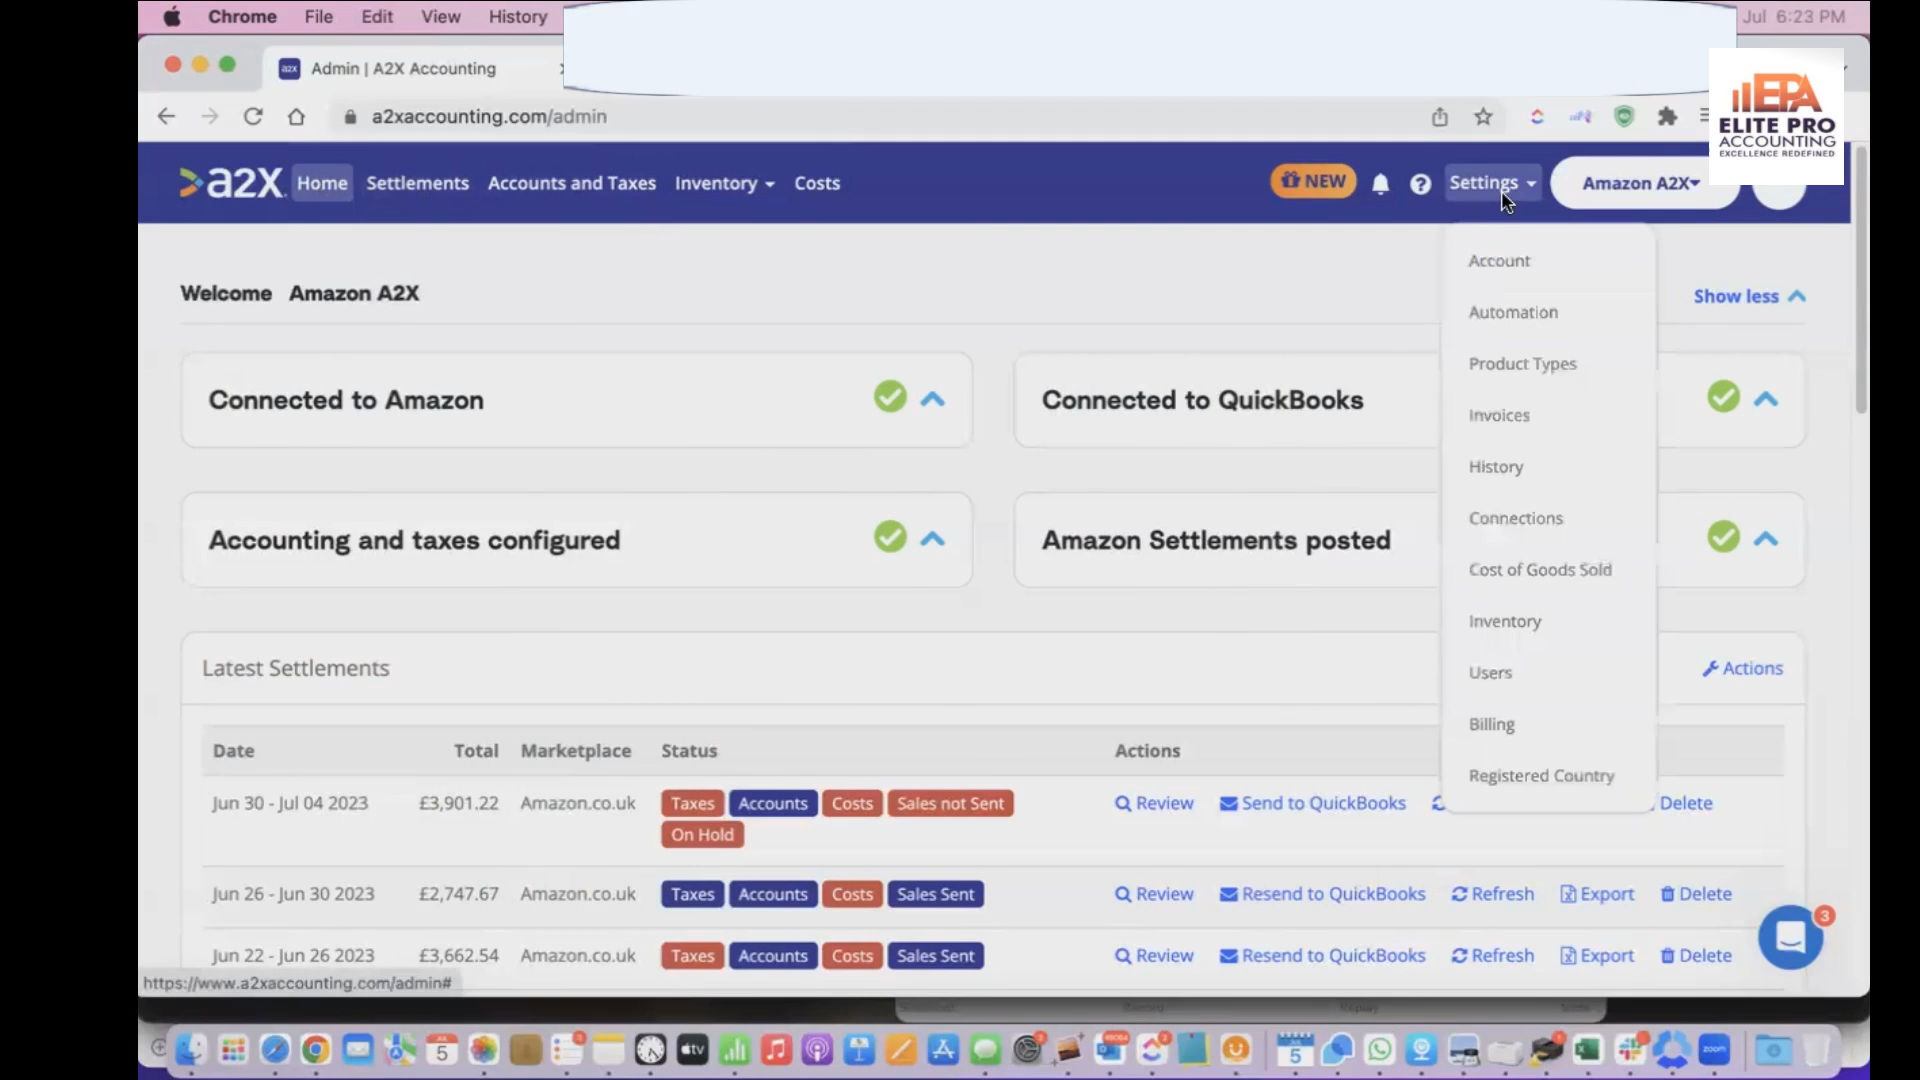 Chrome File Edit View History Jul 6:23 PM
a2x Admin | A2X Accounting
a2xaccounting.com/admin
EPA
ELITE PRO
ACCOUNTING
EXCELLENCE REDEFINED
a2X Home Settlements Accounts and Taxes Inventory Costs NEW Settings Amazon A2X
Account
Automation
Product Types
Invoices
History
Connections
Cost of Goods Sold
Inventory
Users
Billing
Registered Country
Welcome Amazon A2X Show less
Connected to Amazon Connected to QuickBooks
Accounting and taxes configured Amazon Settlements posted
Latest Settlements Actions
Date Total Marketplace Status Actions
Jun 30 - Jul 04 2023 £3,901.22 Amazon.co.uk Taxes Accounts Costs Sales not Sent Review Send to QuickBooks Delete
On Hold
Jun 26 - Jun 30 2023 £2,747.67 Amazon.co.uk Taxes Accounts Costs Sales Sent Review Resend to QuickBooks Refresh Export Delete
3
Jun 22 - Jun 26 2023 £3,662.54 Amazon.co.uk Taxes Accounts Costs Sales Sent Review Resend to QuickBooks Refresh Export Delete
https://www.a2xaccounting.com/admin#
5 tv 5 zoom